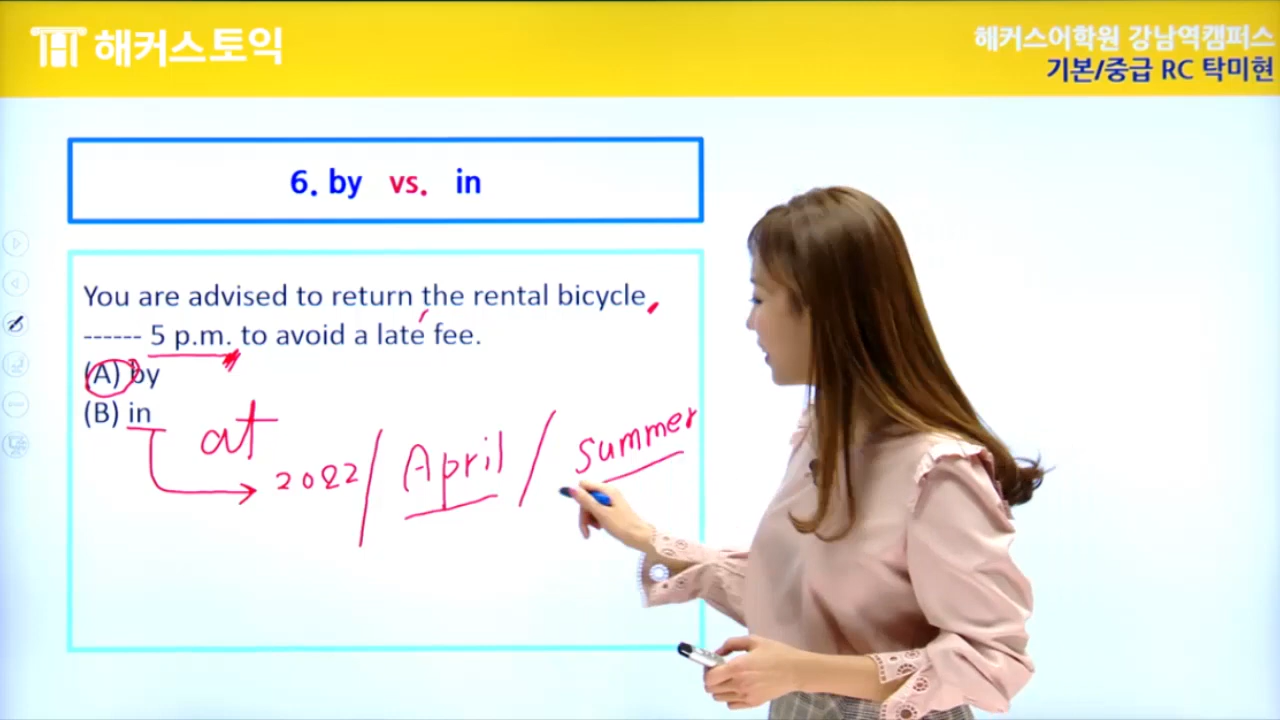 해커스토익
해커스어학원 강남역캠퍼스
기본/중급 RC 탁미현
6. by vs. in
You are advised to return the rental bicycle
------ 5 p.m. to avoid a late fee.
(A) by
(B) in
at
2022 / April / summer